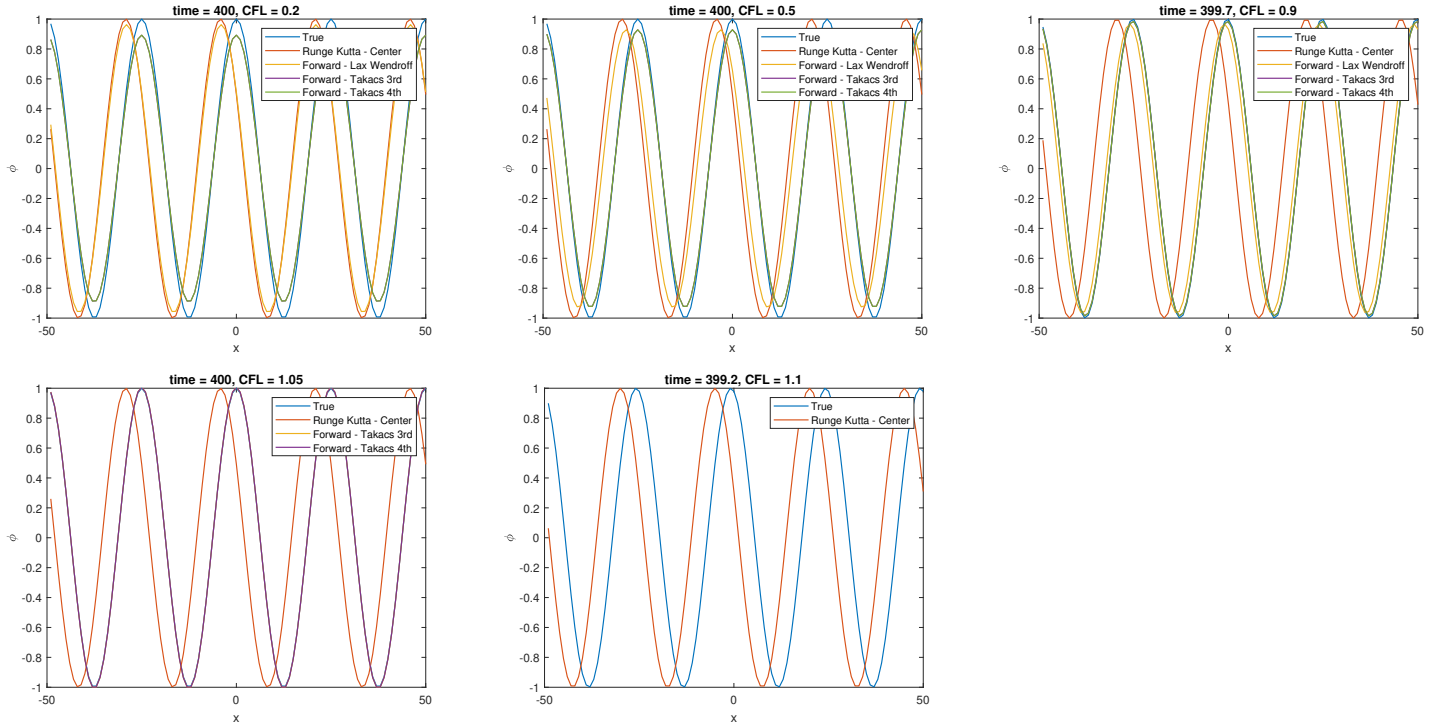 time = 400, CFL = 0.2
True
Runge Kutta - Center
Forward - Lax Wendroff
Forward - Takacs 3rd
Forward - Takacs 4th
1
0.8
0.6
0.4
0.2
0
-0.2
-0.4
-0.6
-0.8
-1
ϕ
-50
0
50
x
time = 400, CFL = 0.5
True
Runge Kutta - Center
Forward - Lax Wendroff
Forward - Takacs 3rd
Forward - Takacs 4th
1
0.8
0.6
0.4
0.2
0
-0.2
-0.4
-0.6
-0.8
-1
ϕ
-50
0
50
x
time = 399.7, CFL = 0.9
True
Runge Kutta - Center
Forward - Lax Wendroff
Forward - Takacs 3rd
Forward - Takacs 4th
1
0.8
0.6
0.4
0.2
0
-0.2
-0.4
-0.6
-0.8
-1
ϕ
-50
0
50
x
time = 400, CFL = 1.05
True
Runge Kutta - Center
Forward - Takacs 3rd
Forward - Takacs 4th
1
0.8
0.6
0.4
0.2
0
-0.2
-0.4
-0.6
-0.8
-1
ϕ
-50
0
50
x
time = 399.2, CFL = 1.1
True
Runge Kutta - Center
1
0.8
0.6
0.4
0.2
0
-0.2
-0.4
-0.6
-0.8
-1
ϕ
-50
0
50
x